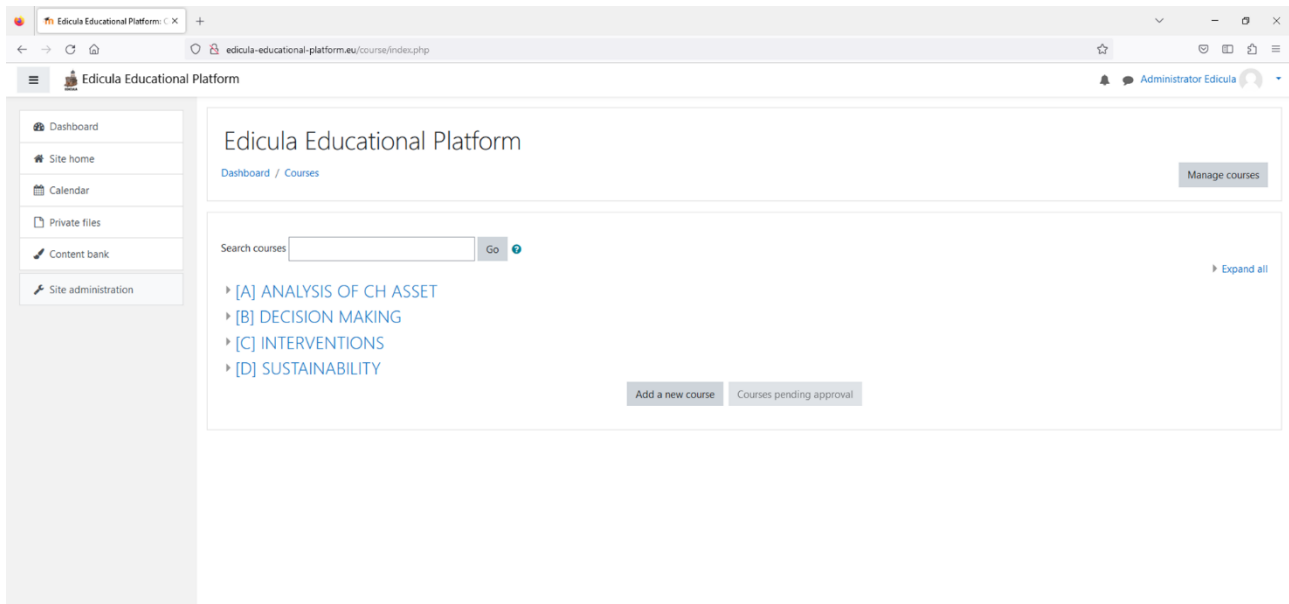 Edicula Educational Platform: C
edicula-educational-platform.eu/course/index.php
Edicula Educational Platform
Administrator Edicula
Dashboard
Site home
Calendar
Private files
Content bank
Site administration
Edicula Educational Platform
Dashboard / Courses
Manage courses
Search courses
Go
Expand all
[A] ANALYSIS OF CH ASSET
[B] DECISION MAKING
[C] INTERVENTIONS
[D] SUSTAINABILITY
Add a new course
Courses pending approval